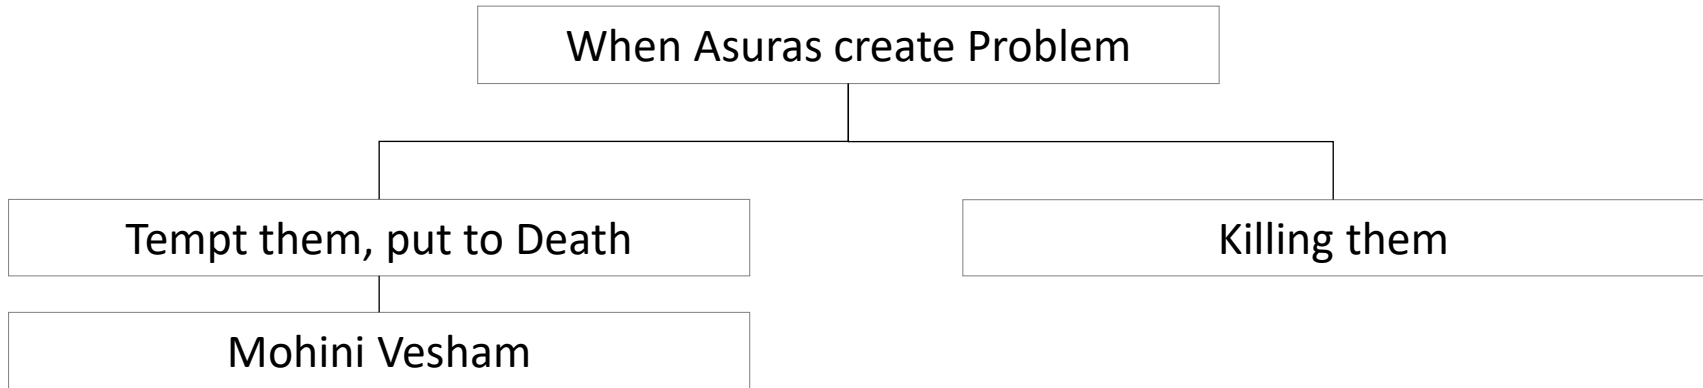 When Asuras create Problem
Tempt them, put to Death
Killing them
Mohini Vesham